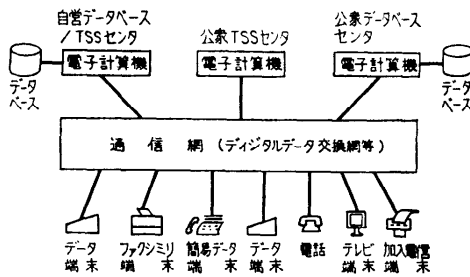 自営データベース
/TSSセンタ
公衆TSSセンタ
公衆データベース
センタ
電子計算機
電子計算機
電子計算機
データ
ベース
データ
ベース
通信網(ディジタルデータ交換網等)
データ
端末
ファクシミリ
端末
簡易データ
端末
データ
端末
電話
テレビ
端末
加入電信
端末